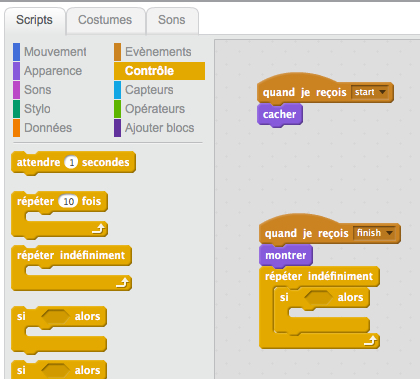 Scripts Costumes Sons
Mouvement Evènements
Apparence Contrôle
Sons Capteurs
Stylo Opérateurs
Données Ajouter blocs
attendre 1 secondes
répéter 10 fois
répéter indéfiniment
si alors
si alors
quand je reçois start
cacher
quand je reçois finish
montrer
répéter indéfiniment
si alors